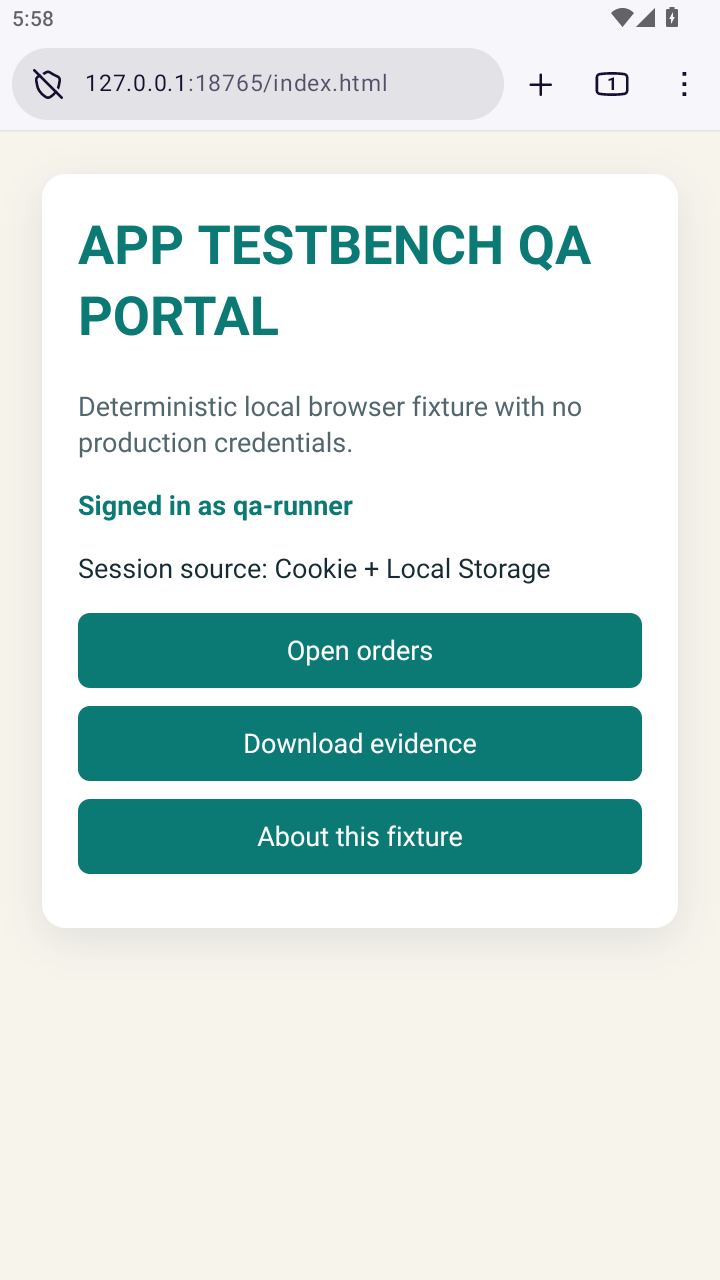 5:58
127.0.0.1:18765/index.html
1
APP TESTBENCH QA
PORTAL
Deterministic local browser fixture with no
production credentials.
Signed in as qa-runner
Session source: Cookie + Local Storage
Open orders
Download evidence
About this fixture